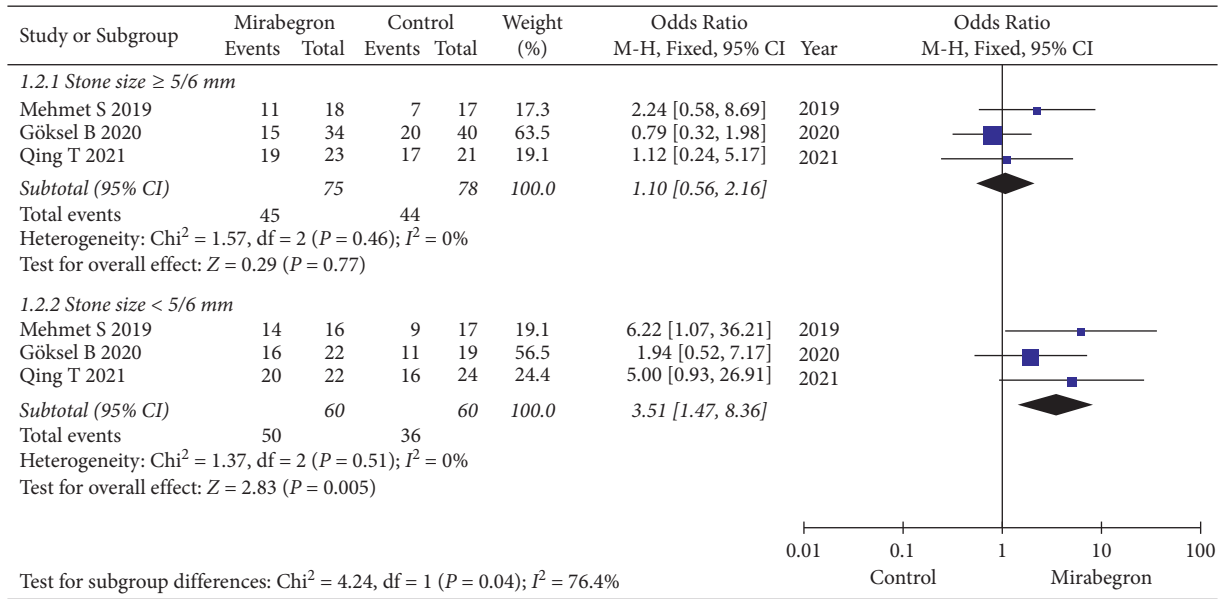 Study or Subgroup Mirabegron Control Weight Odds Ratio Odds Ratio
Events Total Events Total (%) M-H, Fixed, 95% CI Year M-H, Fixed, 95% CI
1.2.1 Stone size ≥ 5/6 mm
Mehmet S 2019 11 18 7 17 17.3 2.24 [0.58, 8.69] 2019
Göksel B 2020 15 34 20 40 63.5 0.79 [0.32, 1.98] 2020
Qing T 2021 19 23 17 21 19.1 1.12 [0.24, 5.17] 2021
Subtotal (95% CI) 75 78 100.0 1.10 [0.56, 2.16]
Total events 45 44
Heterogeneity: Chi² = 1.57, df = 2 (P = 0.46); I² = 0%
Test for overall effect: Z = 0.29 (P = 0.77)
1.2.2 Stone size < 5/6 mm
Mehmet S 2019 14 16 9 17 19.1 6.22 [1.07, 36.21] 2019
Göksel B 2020 16 22 11 19 56.5 1.94 [0.52, 7.17] 2020
Qing T 2021 20 22 16 24 24.4 5.00 [0.93, 26.91] 2021
Subtotal (95% CI) 60 60 100.0 3.51 [1.47, 8.36]
Total events 50 36
Heterogeneity: Chi² = 1.37, df = 2 (P = 0.51); I² = 0%
Test for overall effect: Z = 2.83 (P = 0.005)
0.01 0.1 1 10 100
Test for subgroup differences: Chi² = 4.24, df = 1 (P = 0.04); I² = 76.4% Control Mirabegron